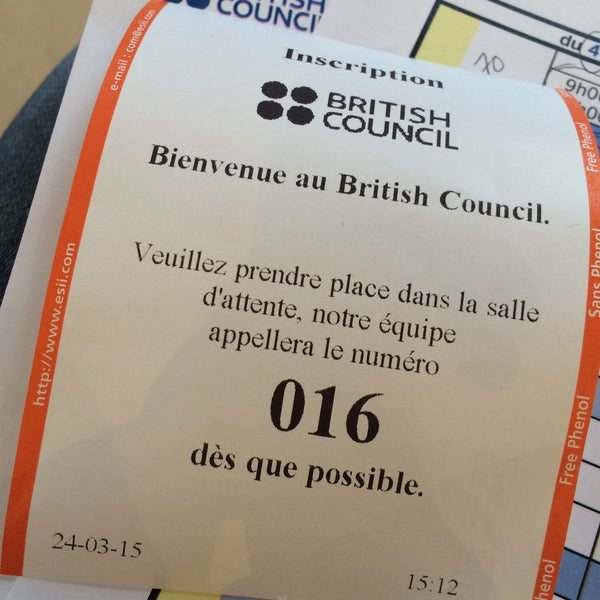 BRITISH
COUNCIL
du 4
Inscription
BRITISH
COUNCIL
Bienvenue au British Council.
Veuillez prendre place dans la salle
d'attente, notre équipe
appellera le numéro
016
dès que possible.
24-03-15
15:12
http://www.esii.com
e-mail : com@esii.com
Free Phenol
Sans Phenol
Free Phenol